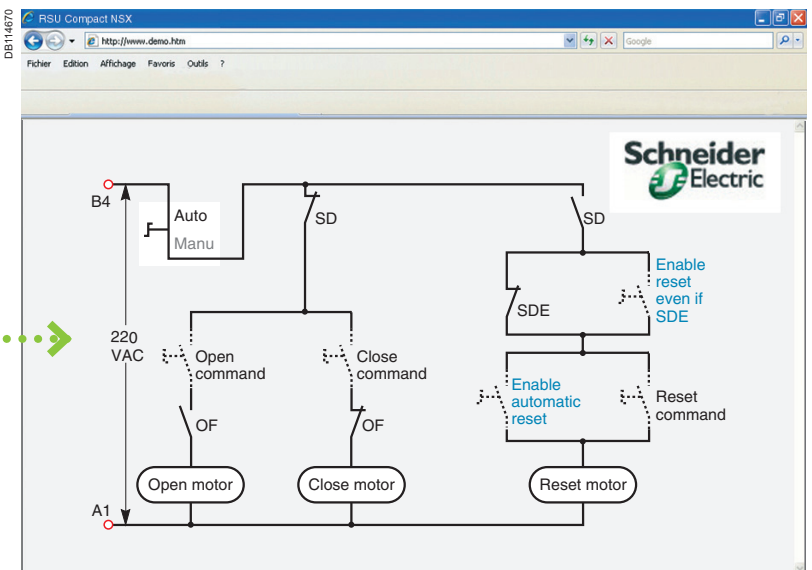 DB114670
RSU Compact NSX
http://www.demo.htm
Google
Fichier Edition Affichage Favoris Outils ?
Schneider
Electric
B4
Auto
Manu
SD
SD
Enable
reset
even if
SDE
SDE
220
VAC
Open
command
Close
command
Enable
automatic
reset
Reset
command
OF
OF
Open motor
Close motor
Reset motor
A1